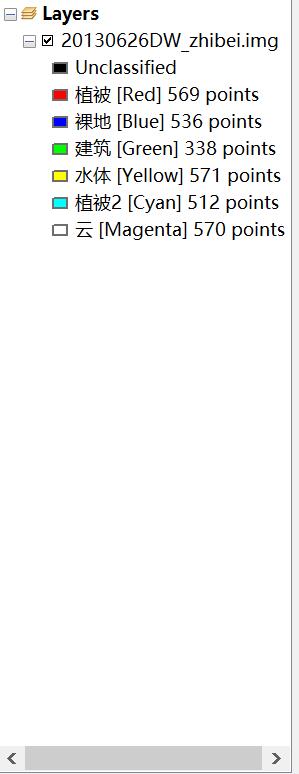 Layers
20130626DW_zhibei.img
Unclassified
植被 [Red] 569 points
裸地 [Blue] 536 points
建筑 [Green] 338 points
水体 [Yellow] 571 points
植被2 [Cyan] 512 points
云 [Magenta] 570 points